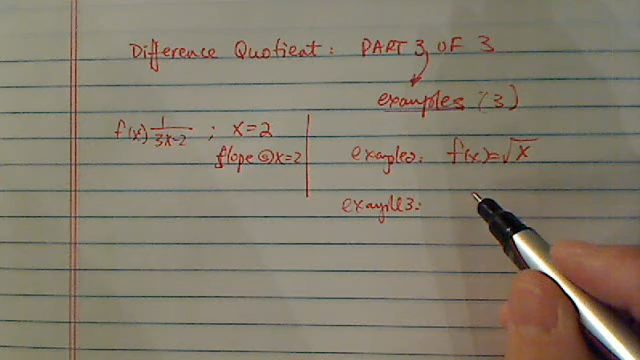 Difference Quotient: PART 3 OF 3
examples (3)
f(x) 1/(3x-2) ; x=2
slope @ x=2
example2: f(x)=√x
example3: